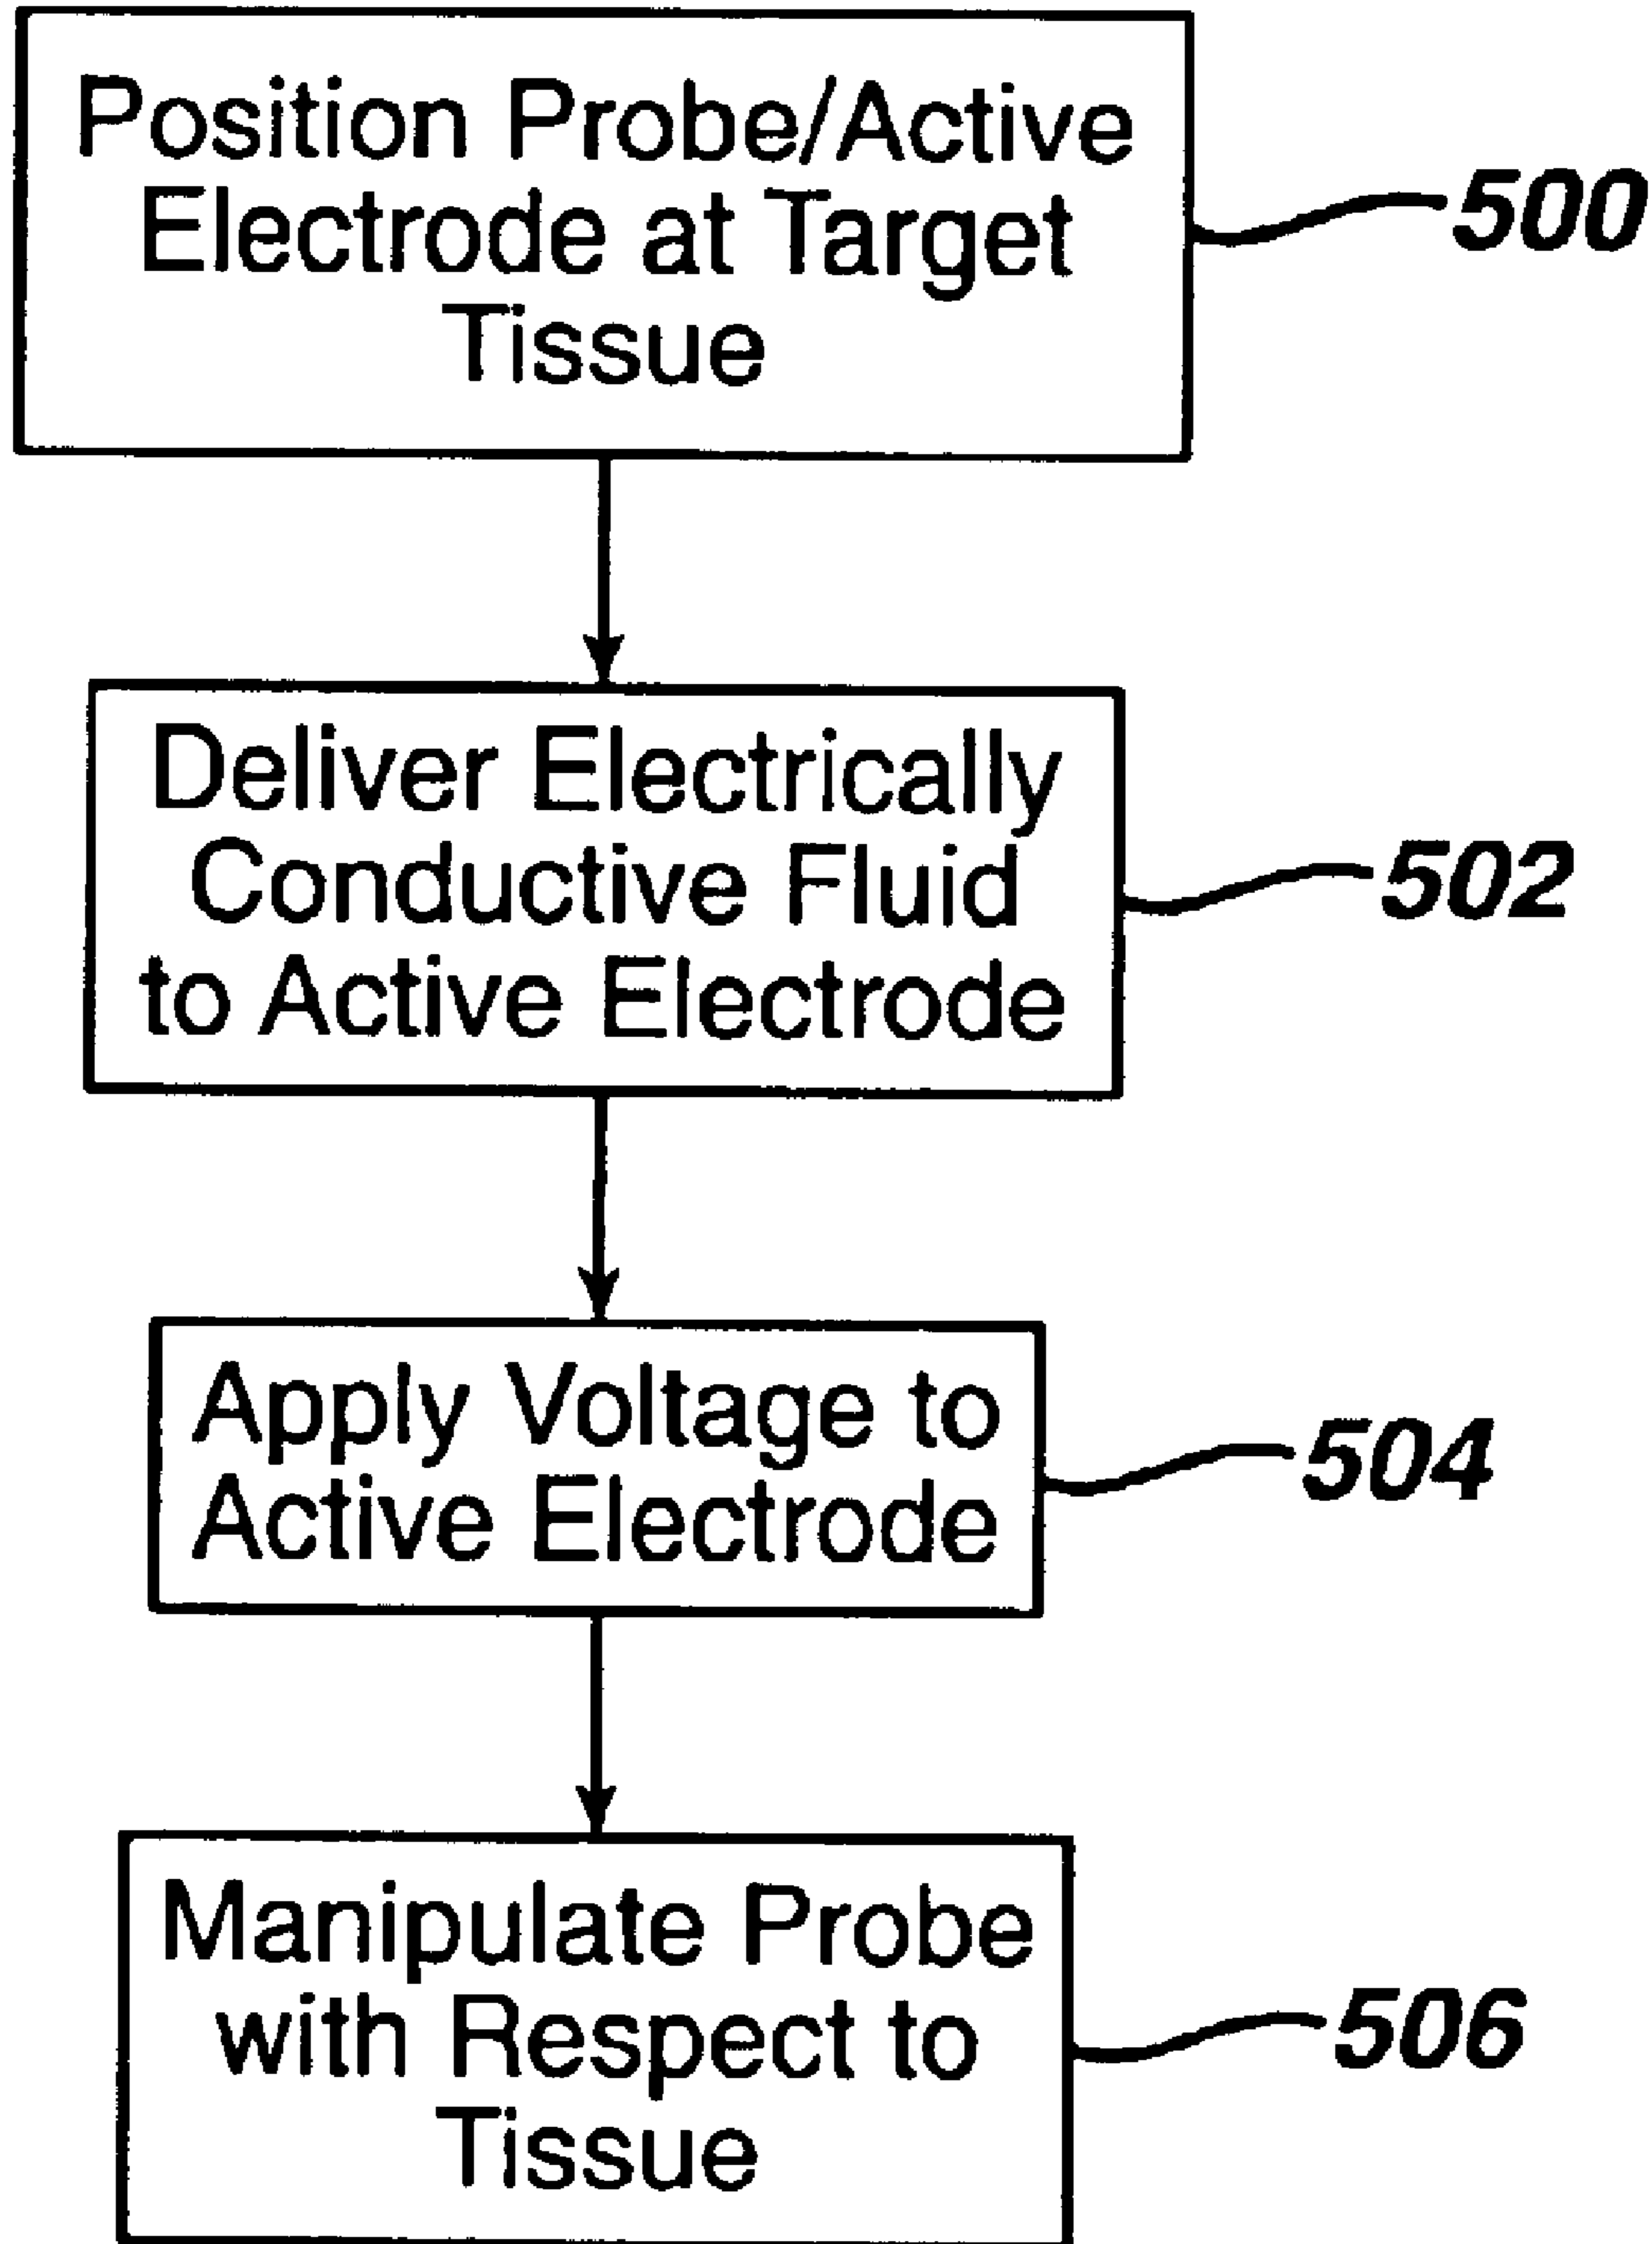 Position Probe/Active
Electrode at Target
Tissue
500
Deliver Electrically
Conductive Fluid
to Active Electrode
502
Apply Voltage to
Active Electrode
504
Manipulate Probe
with Respect to
Tissue
506